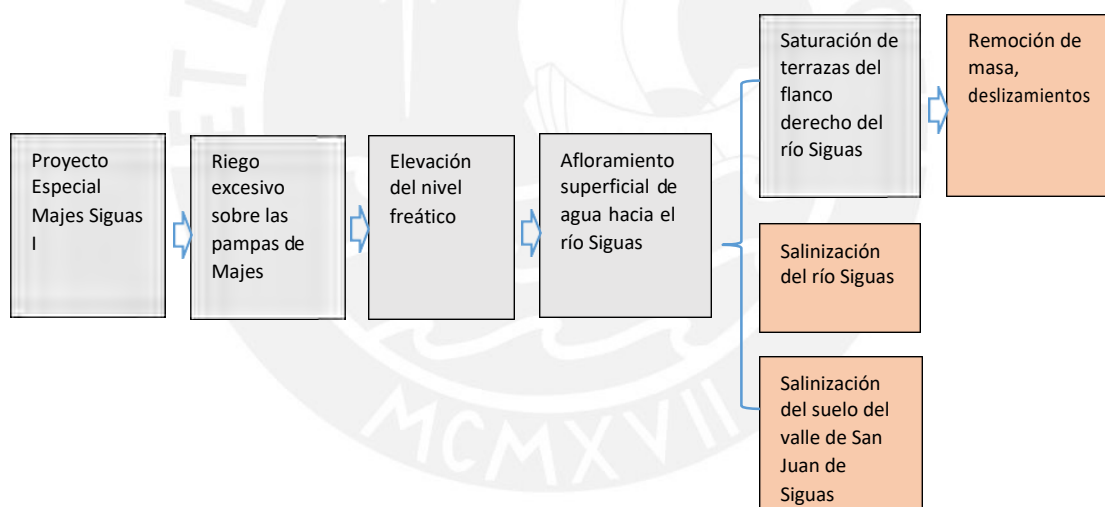 Proyecto
Especial
Majes Siguas
I
Riego
excesivo
sobre las
pampas de
Majes
Elevación
del nivel
freático
Afloramiento
superficial de
agua hacia el
río Siguas
Saturación de
terrazas del
flanco
derecho del
río Siguas
Remoción de
masa,
deslizamientos
Salinización
del río Siguas
Salinización
del suelo del
valle de San
Juan de
Siguas
MCMXVII